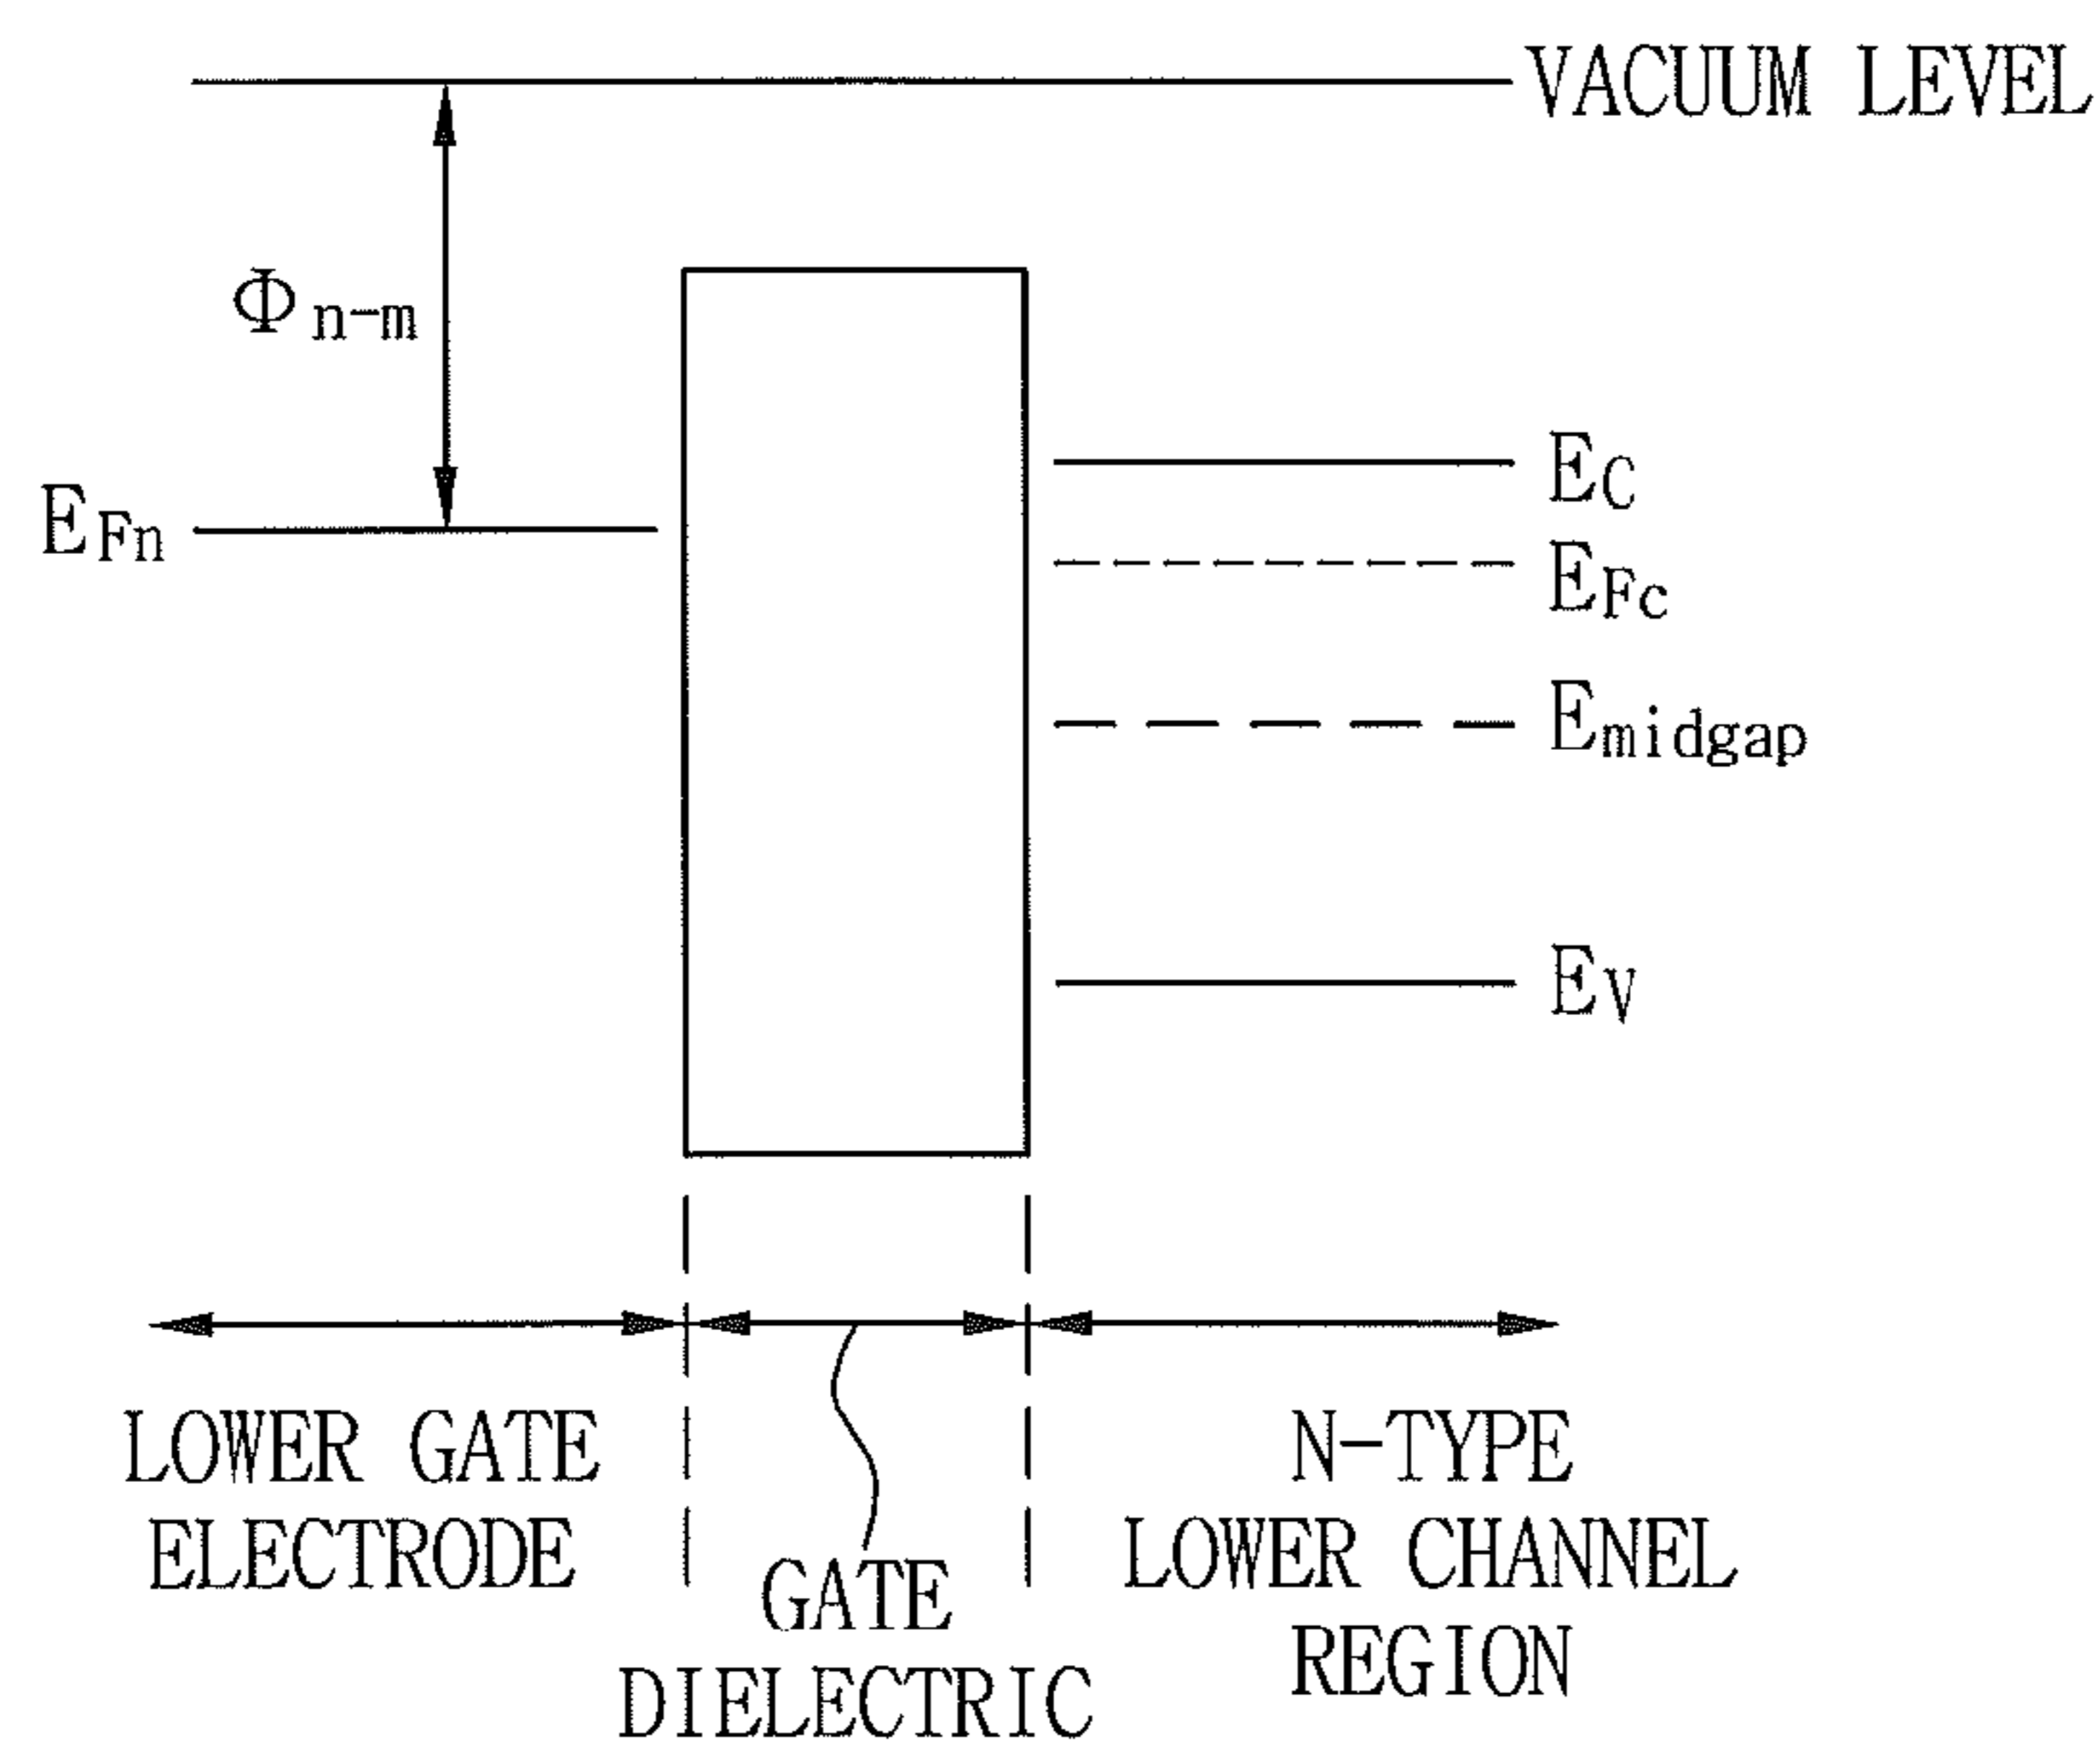 VACUUM LEVEL
Φn-m
EC
EFn
EFc
Emidgap
EV
LOWER GATE
ELECTRODE
GATE
DIELECTRIC
N-TYPE
LOWER CHANNEL
REGION